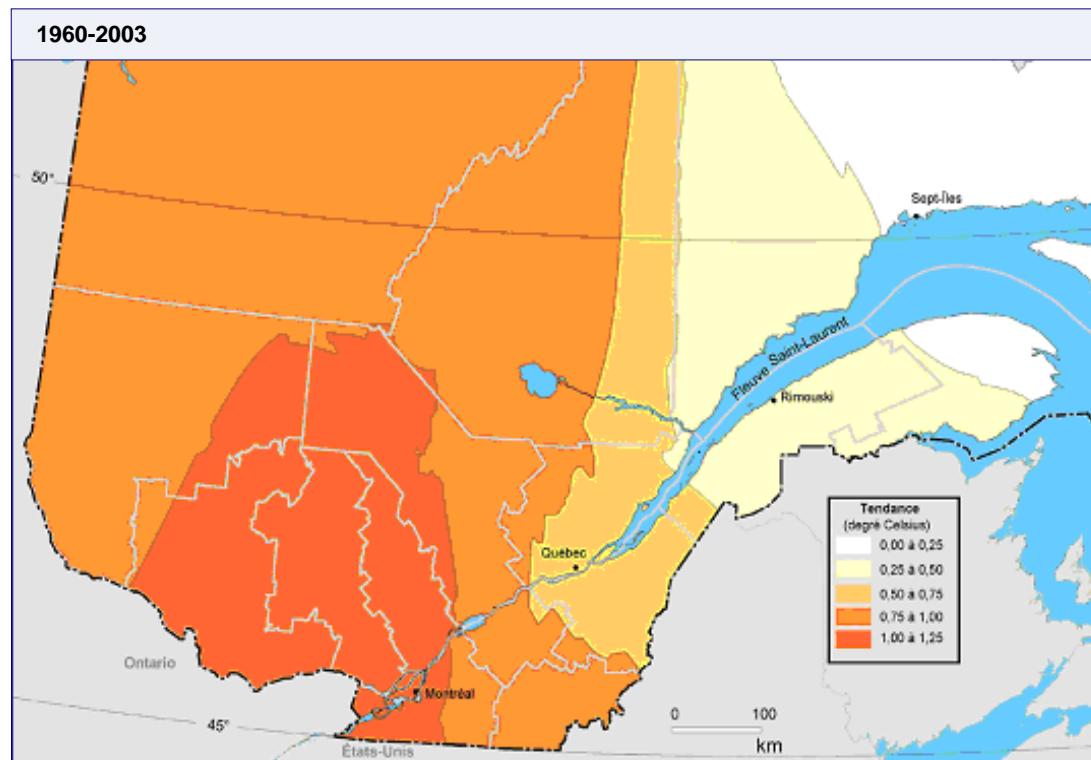 1960-2003
50°
Sept-Îles
Fleuve Saint-Laurent
Rimouski
Tendance
(degré Celsius)
0,00 à 0,25
0,25 à 0,50
0,50 à 0,75
0,75 à 1,00
1,00 à 1,25
Québec
Ontario
Montréal
45°
États-Unis
0 100
km